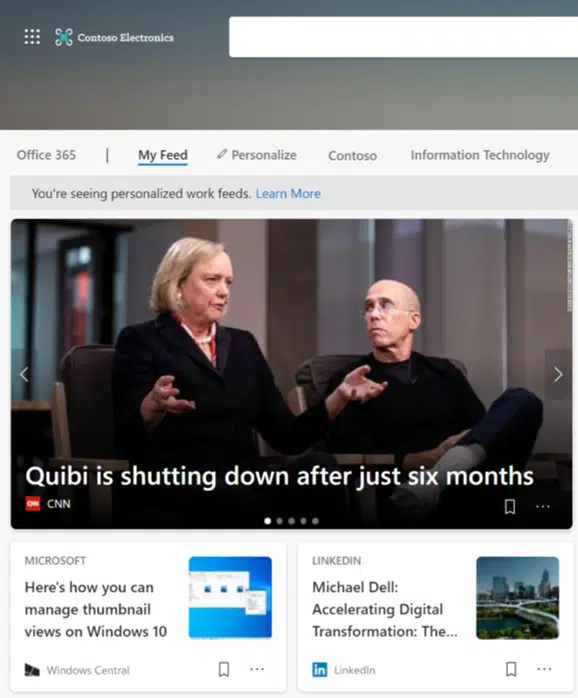 Contoso Electronics
Office 365 | My Feed Personalize Contoso Information Technology
You're seeing personalized work feeds. Learn More
Quibi is shutting down after just six months
CNN CNN
MICROSOFT
Here's how you can
manage thumbnail
views on Windows 10
Windows Central
LINKEDIN
Michael Dell:
Accelerating Digital
Transformation: The...
in LinkedIn